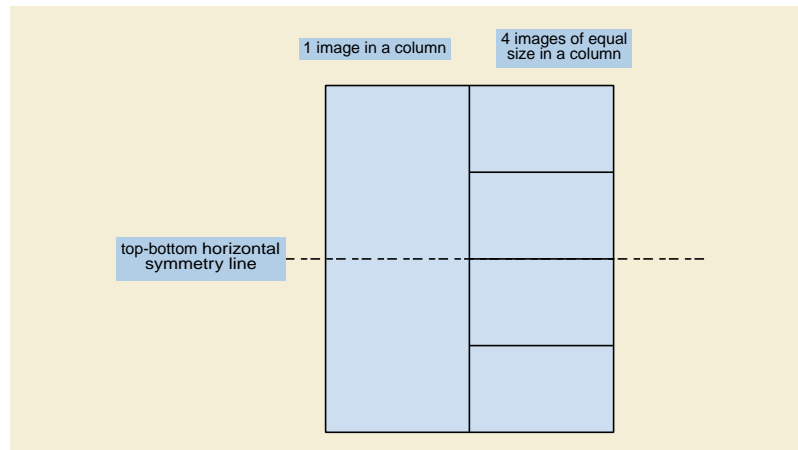 1 image in a column
4 images of equal
size in a column
top-bottom horizontal
symmetry line